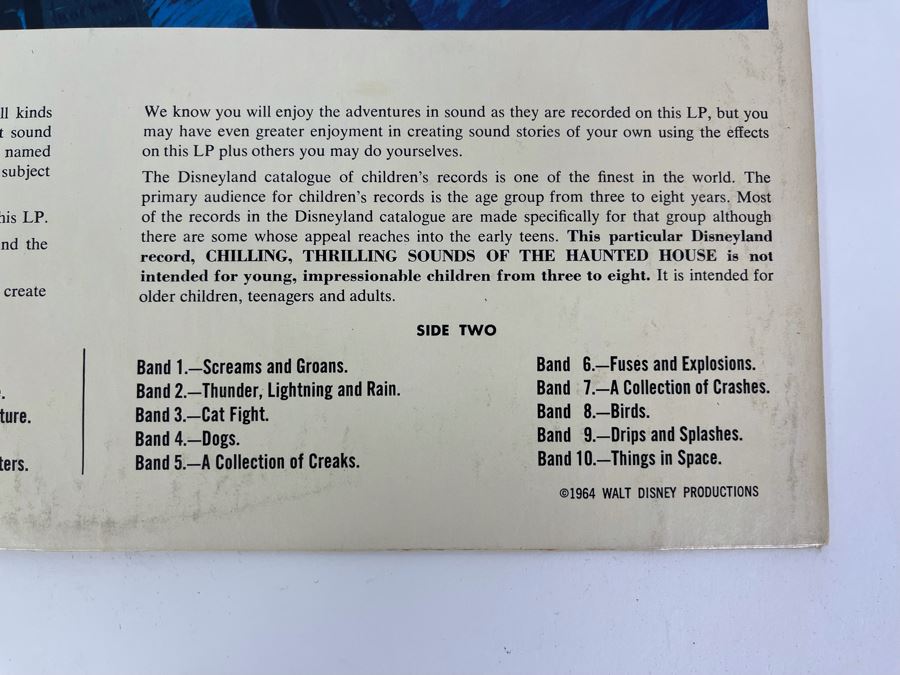 ll kinds
t sound
named
subject
his LP.
nd the
create
.
ture.
ters.
We know you will enjoy the adventures in sound as they are recorded on this LP, but you
may have even greater enjoyment in creating sound stories of your own using the effects
on this LP plus others you may do yourselves.
The Disneyland catalogue of children's records is one of the finest in the world. The
primary audience for children's records is the age group from three to eight years. Most
of the records in the Disneyland catalogue are made specifically for that group although
there are some whose appeal reaches into the early teens. This particular Disneyland
record, CHILLING, THRILLING SOUNDS OF THE HAUNTED HOUSE is not
intended for young, impressionable children from three to eight. It is intended for
older children, teenagers and adults.
SIDE TWO
Band 1.—Screams and Groans.
Band 2.—Thunder, Lightning and Rain.
Band 3.—Cat Fight.
Band 4.—Dogs.
Band 5.—A Collection of Creaks.
Band 6.—Fuses and Explosions.
Band 7.—A Collection of Crashes.
Band 8.—Birds.
Band 9.—Drips and Splashes.
Band 10.—Things in Space.
©1964 WALT DISNEY PRODUCTIONS